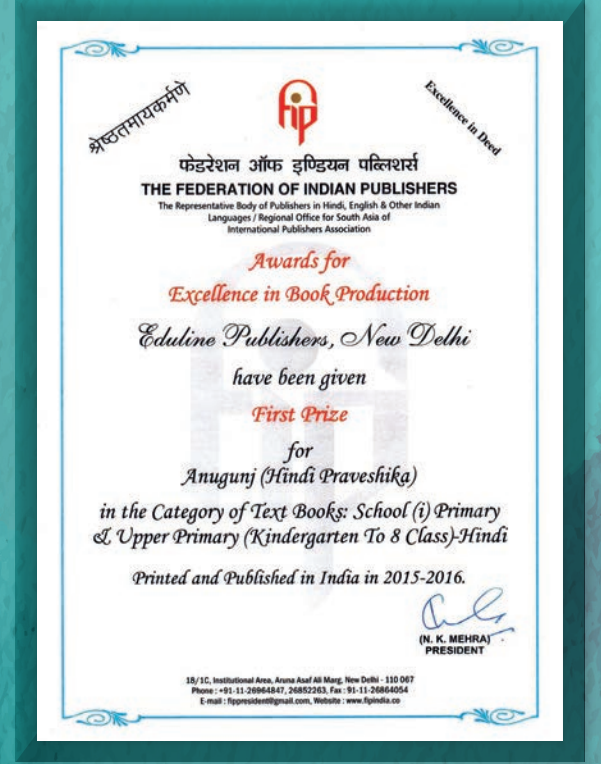 श्रेष्ठतमायकर्मणे
Excellence in Deed
fip
फेडरेशन ऑफ इण्डियन पब्लिशर्स
THE FEDERATION OF INDIAN PUBLISHERS
The Representative Body of Publishers in Hindi, English & Other Indian
Languages / Regional Office for South Asia of
International Publishers Association
Awards for
Excellence in Book Production
Eduline Publishers, New Delhi
have been given
First Prize
for
Anugunj (Hindi Praveshika)
in the Category of Text Books: School (i) Primary
& Upper Primary (Kindergarten To 8 Class)-Hindi
Printed and Published in India in 2015-2016.
(N. K. MEHRA)
PRESIDENT
18/1C, Institutional Area, Aruna Asaf Ali Marg, New Delhi - 110 067
Phone : +91-11-26964847, 26852263, Fax : 91-11-26864054
E-mail : fippresident@gmail.com, Website : www.fipindia.co